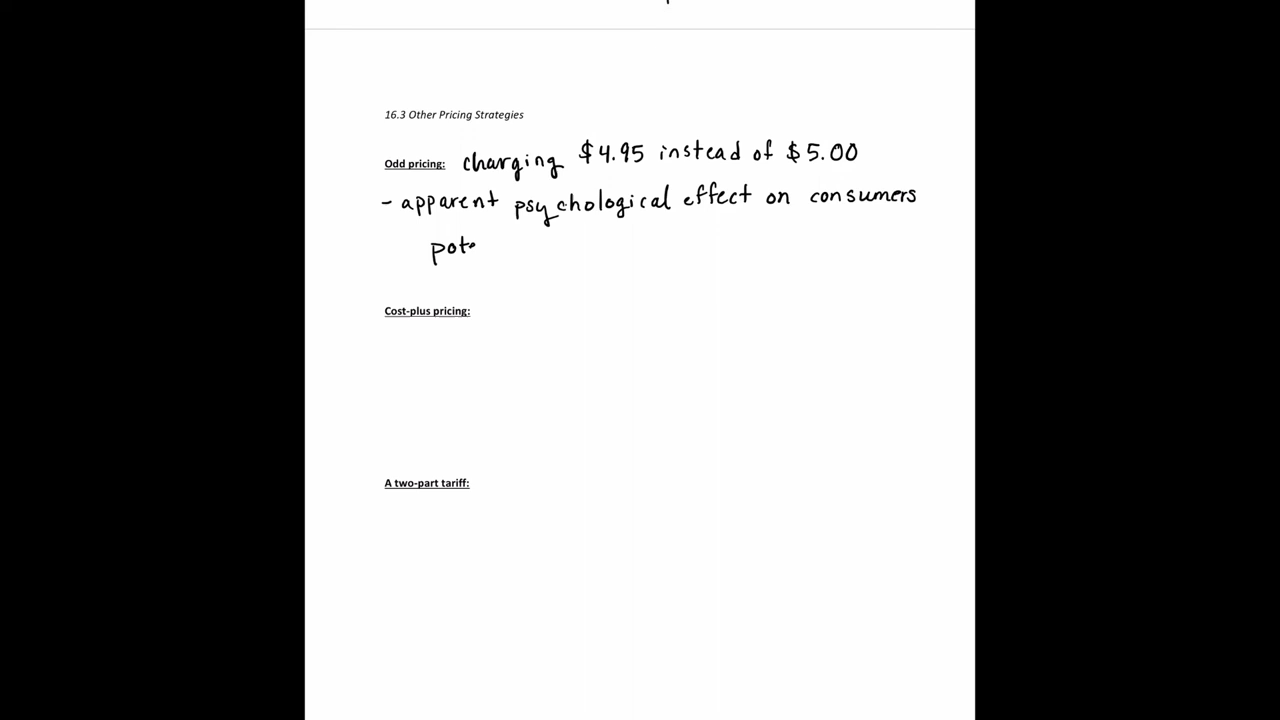 16.3 Other Pricing Strategies
Odd pricing: charging $4.95 instead of $5.00
- apparent psychological effect on consumers
Cost-plus pricing:
A two-part tariff: